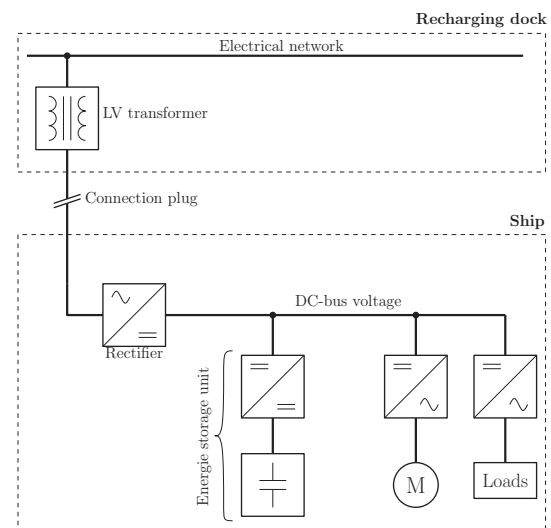 Recharging dock
Electrical network
LV transformer
Connection plug
Ship
DC-bus voltage
Rectifier
Energie storage unit
M
Loads